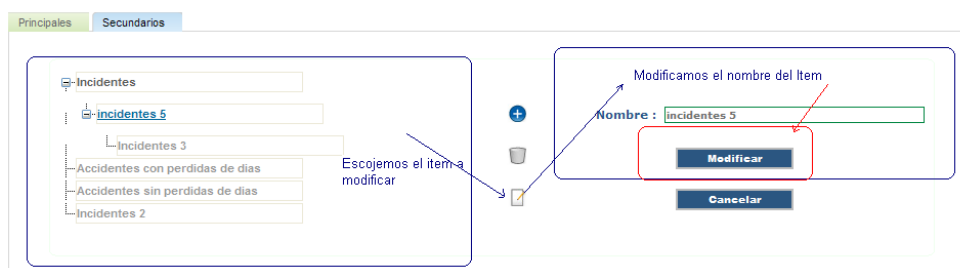 Principales Secundarios
Incidentes
incidentes 5
Incidentes 3
Accidentes con perdidas de dias
Accidentes sin perdidas de dias
Incidentes 2
Escojemos el item a
modificar
Modificamos el nombre del Item
Nombre : incidentes 5
Modificar
Cancelar